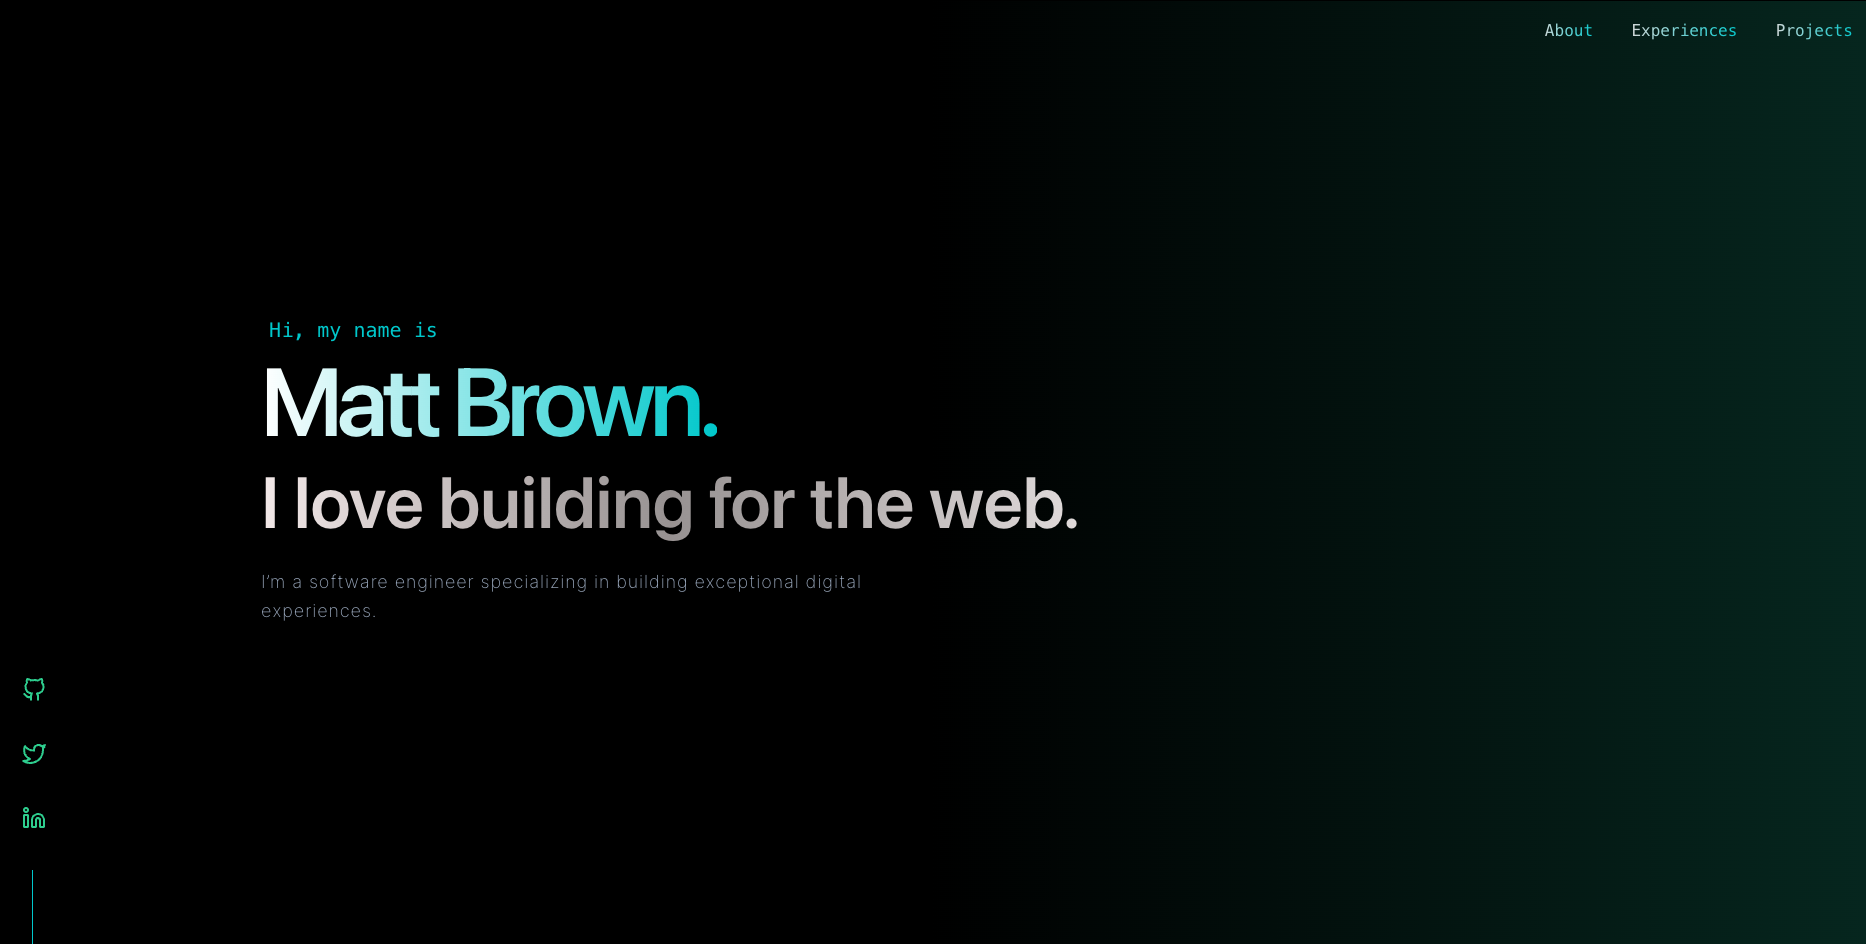 About Experiences Projects
Hi, my name is
Matt Brown.
I love building for the web.
I’m a software engineer specializing in building exceptional digital
experiences.